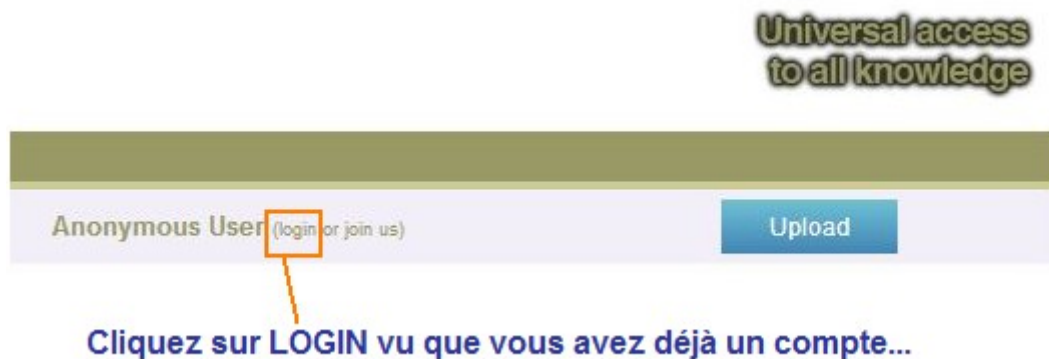 Universal access
to all knowledge
Anonymous User (login or join us)
Upload
Cliquez sur LOGIN vu que vous avez déjà un compte...